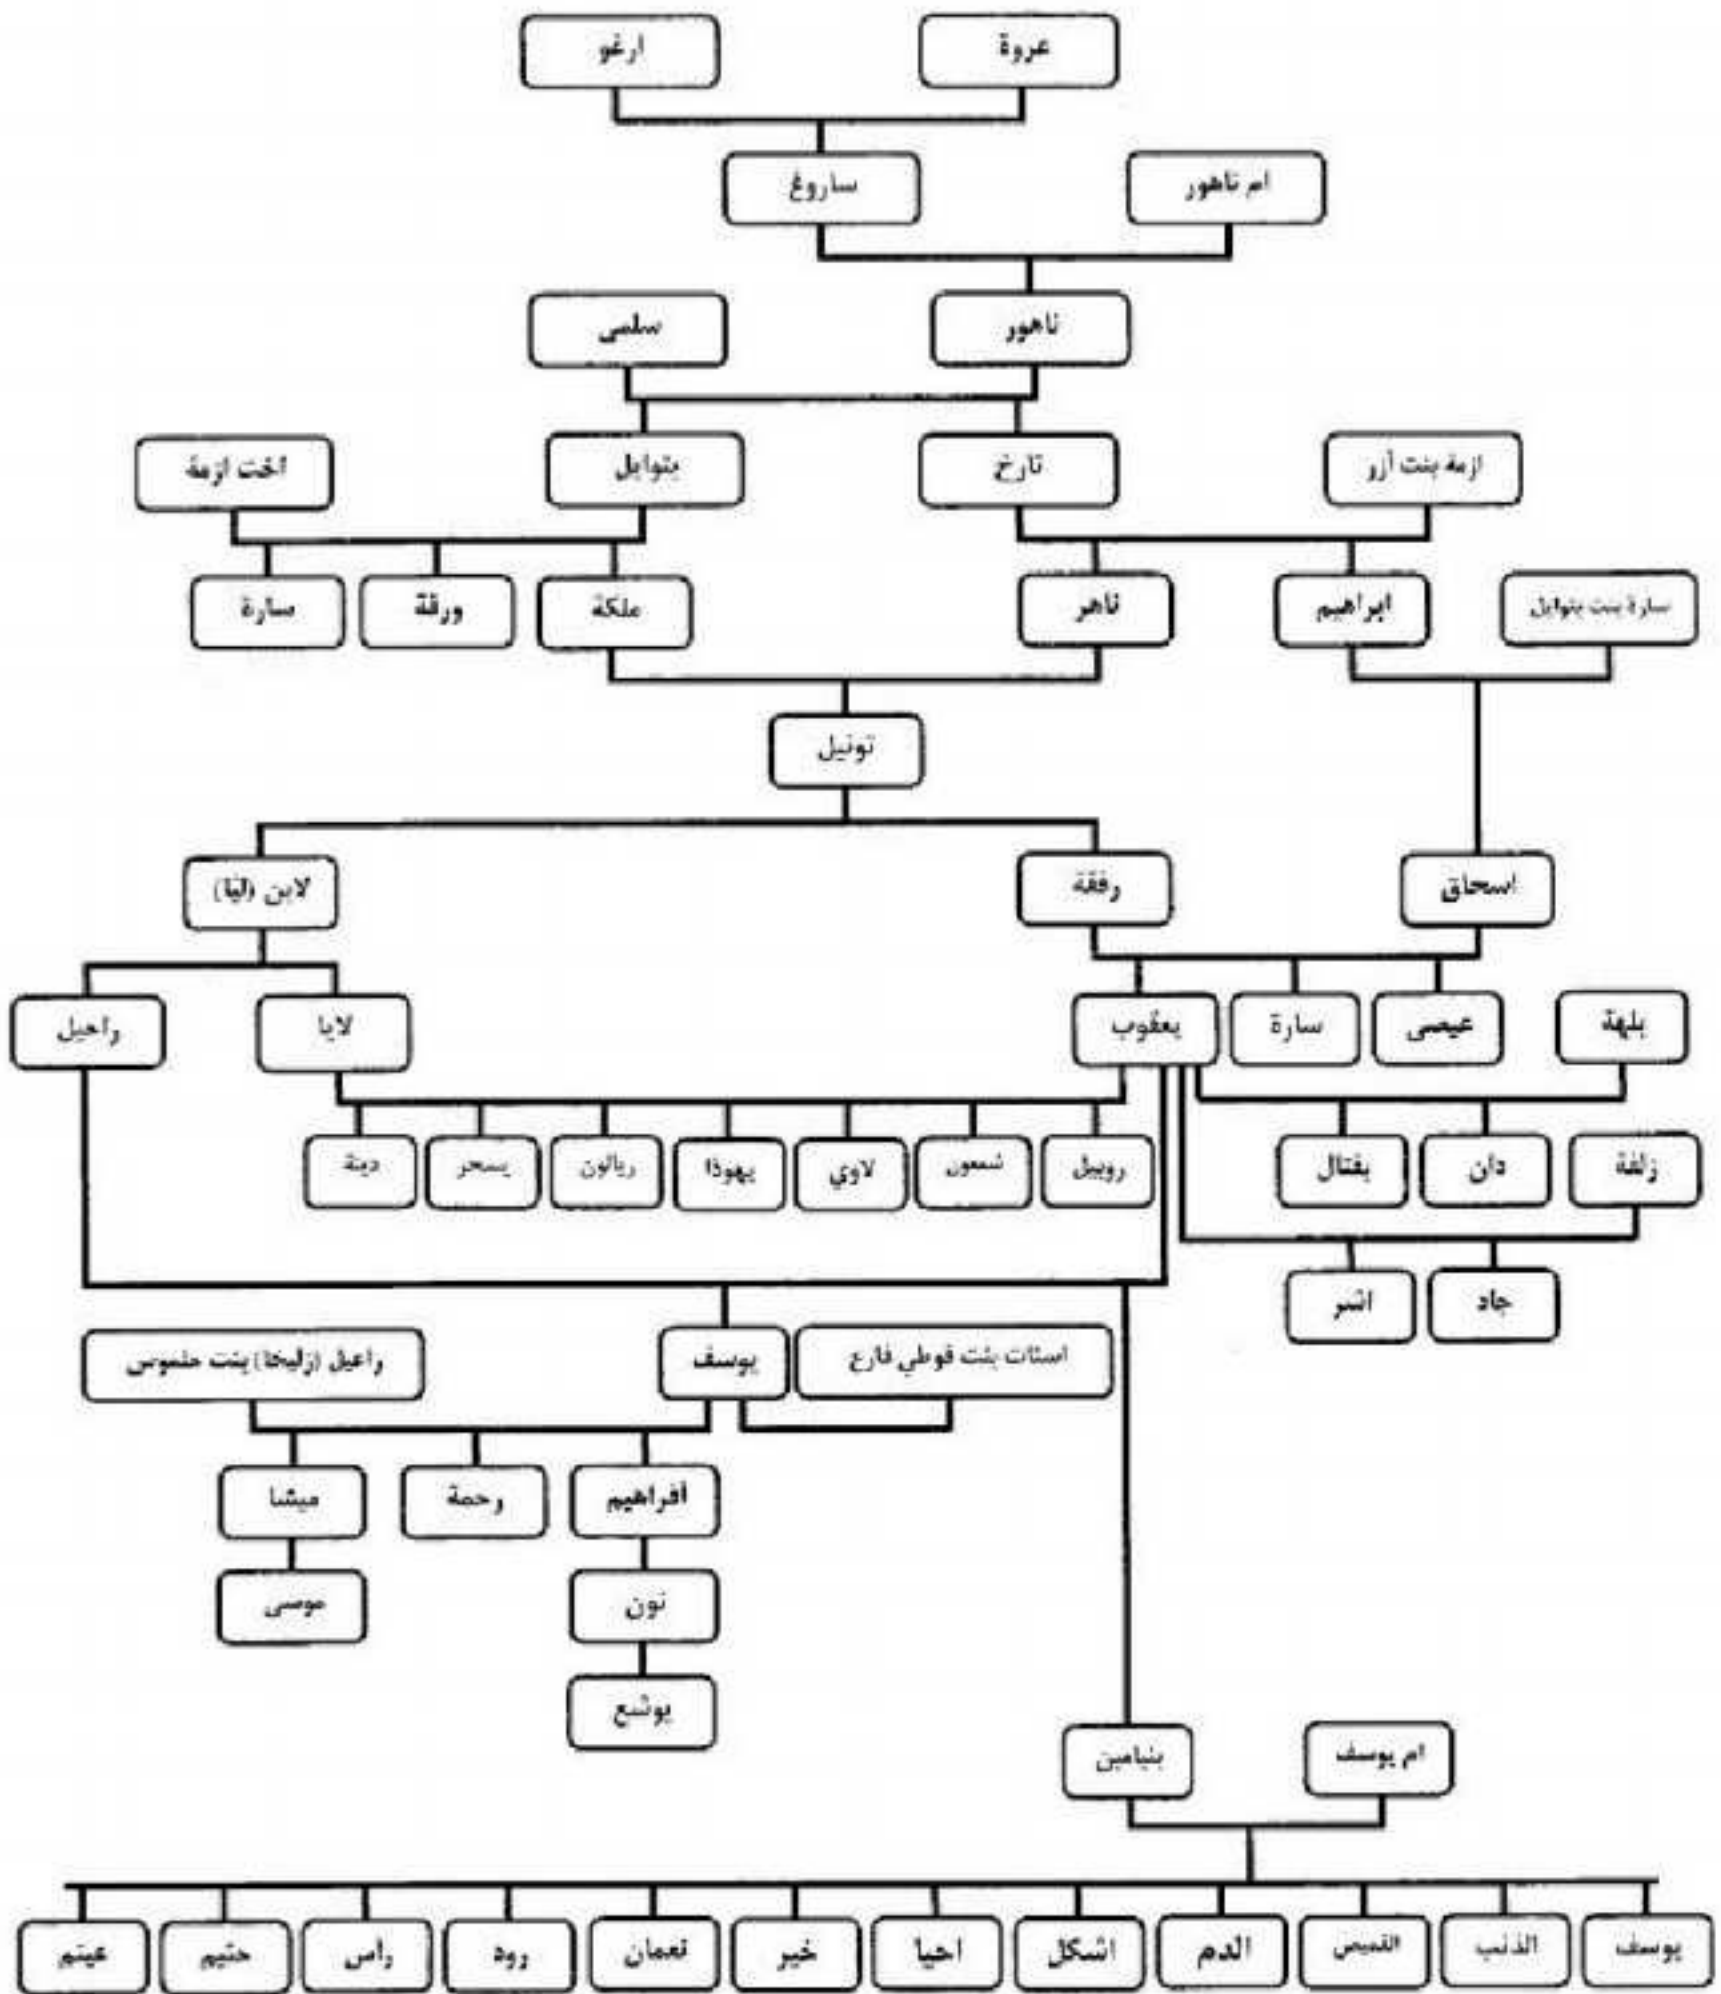 عروة
ارغو
ام ناهور
ساروغ
ناهور
سلمى
ازمة بنت آزر
تارخ
بتوايل
اخت ازمة
سارة بنت بتوايل
ابراهيم
ناهر
ملكة
ورقة
سارة
تونيل
اسحاق
رفقة
لابن (ليا)
بلهة
عيصى
سارة
يعقوب
لايا
راحيل
زلفة
دان
يفتال
روبيل
شمعون
لاوي
يهوذا
ريالون
يسحر
دينة
جاد
اشر
اسنات بنت فوطي فارع
يوسف
راعيل (زليخا) بنت حلموس
أفراهيم
رحمة
ميشا
نون
موسى
يوشع
ام يوسف
بنيامين
يوسف
الذئب
القميص
الدم
اشكل
احيا
خير
نعمان
رود
راس
حتيم
عيتم